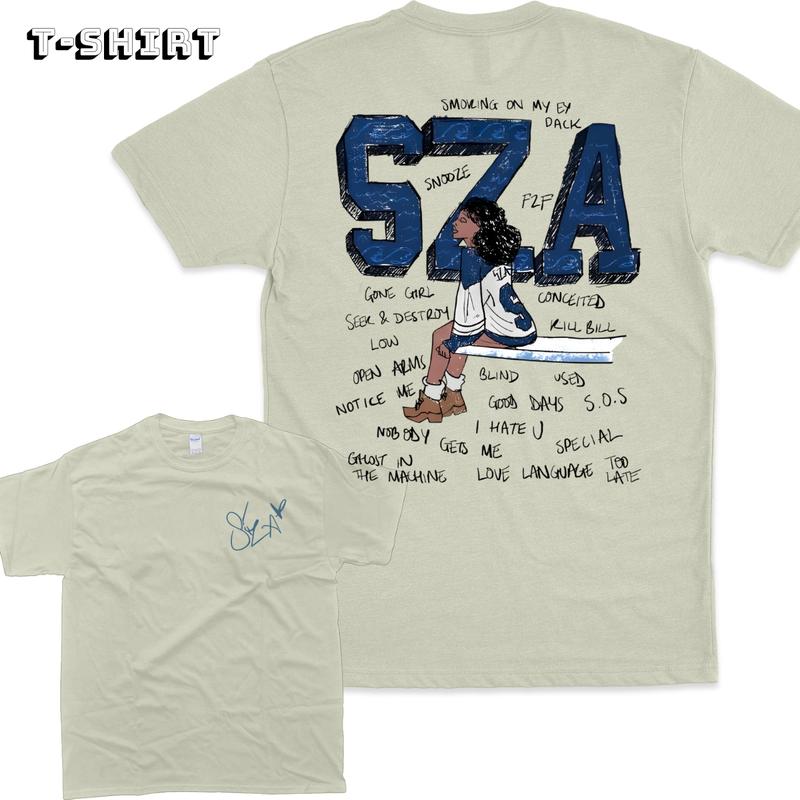 T-SHIRT
SMOKING ON MY EX
PACK
SZA
SNOOZE
F2F
GONE GIRL
CONCEITED
SEEK & DESTROY
KILL BILL
LOW
OPEN ARMS
BLIND
USED
NOTICE ME
GOOD DAYS
S.O.S
NOBODY
GETS
ME
I HATE U
SPECIAL
GHOST IN
THE MACHINE
LOVE LANGUAGE
TOO
LATE
SZA